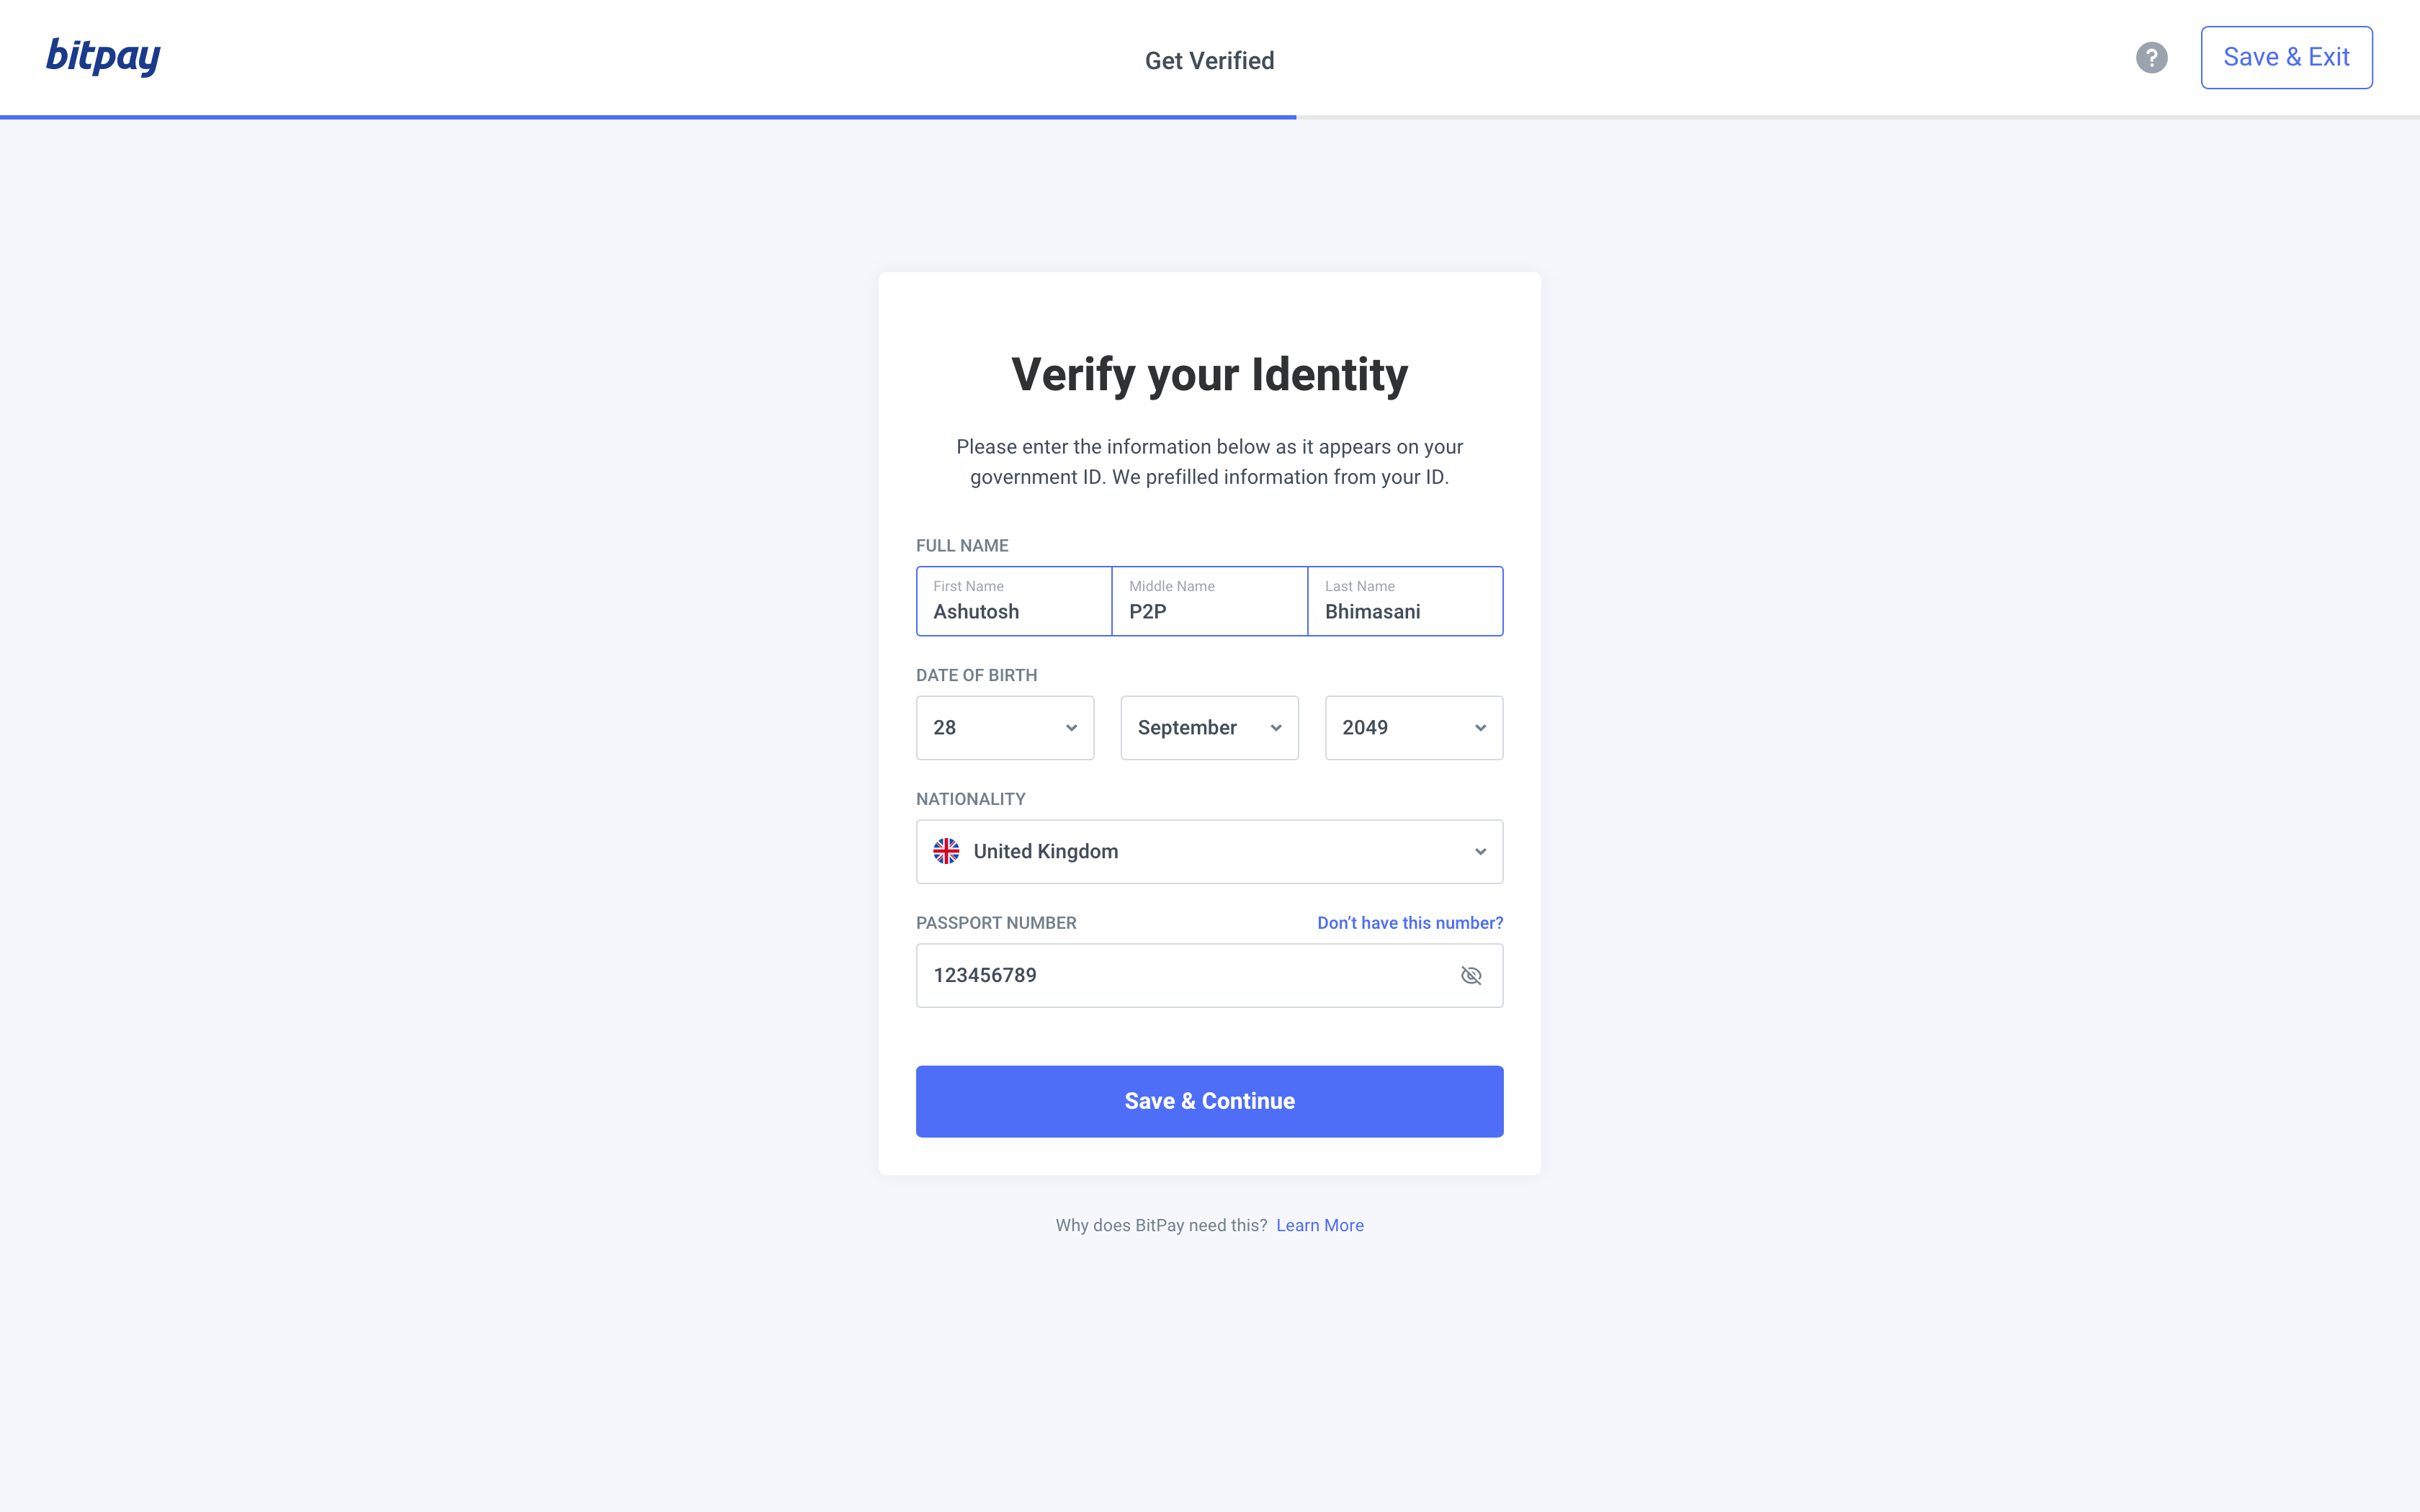 bitpay
Get Verified
?
Save & Exit
Verify your Identity
Please enter the information below as it appears on your
government ID. We prefilled information from your ID.
FULL NAME
First Name Middle Name Last Name
Ashutosh P2P Bhimasani
DATE OF BIRTH
28 September 2049
NATIONALITY
United Kingdom
PASSPORT NUMBER Don’t have this number?
123456789
Save & Continue
Why does BitPay need this? Learn More